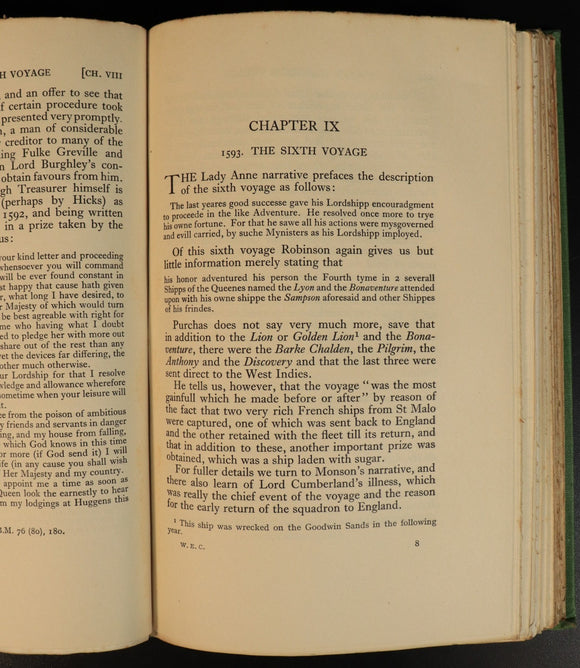 H VOYAGE [CH. VIII
, and an offer to see that
f certain procedure took
presented very promptly.
n, a man of considerable
creditor to many of the
ing Fulke Greville and
n Lord Burghley's con-
obtain favours from him.
gh Treasurer himself is
(perhaps by Hicks) as
1592, and being written
in a prize taken by the
us:
our kind letter and proceeding
whensoever you will command
will be ever found constant in
st happy that cause hath given
r, what long I have desired, to
r Majesty of which would turn
be best agreable with right for
me who having what I doubt
ed to pledge her with more out
share out of the rest than any
yet the devices far differing, the
other much otherwise.
ur Lordship for that I resolve
wledge and allowance wherefore
sometime when your leisure will
t.
ee from the poison of ambitious
y friends and servants in danger
ing, and my house from falling,
which God knows in this time
or more (if God send it) I will
ife (in any cause you shall wish
Her Majesty and my country.
appoint me a time as soon as
Queen look the earnestly to hear
m my lodgings at Huggens this
B.M. 76 (80), 180.
CHAPTER IX
1593. THE SIXTH VOYAGE
THE Lady Anne narrative prefaces the description
of the sixth voyage as follows:
The last yeares good successe gave his Lordshipp encouradgment
to proceede in the like Adventure. He resolved once more to trye
his owne fortune. For that he sawe all his actions were mysgoverned
and evill carried, by suche Mynisters as his Lordshipp imployed.
Of this sixth voyage Robinson again gives us but
little information merely stating that
his honor adventured his person the Fourth tyme in 2 severall
Shipps of the Queenes named the Lyon and the Bonaventure attended
upon with his owne shippe the Sampson aforesaid and other Shippes
of his frindes.
Purchas does not say very much more, save that
in addition to the Lion or Golden Lion¹ and the Bona-
venture, there were the Barke Chalden, the Pilgrim, the
Anthony and the Discovery and that the last three were
sent direct to the West Indies.
He tells us, however, that the voyage "was the most
gainfull which he made before or after" by reason of
the fact that two very rich French ships from St Malo
were captured, one of which was sent back to England
and the other retained with the fleet till its return, and
that in addition to these, another important prize was
obtained, which was a ship laden with sugar.
For fuller details we turn to Monson's narrative, and
there also learn of Lord Cumberland's illness, which
was really the chief event of the voyage and the reason
for the early return of the squadron to England.
¹ This ship was wrecked on the Goodwin Sands in the following
year.
W. E. C. 8